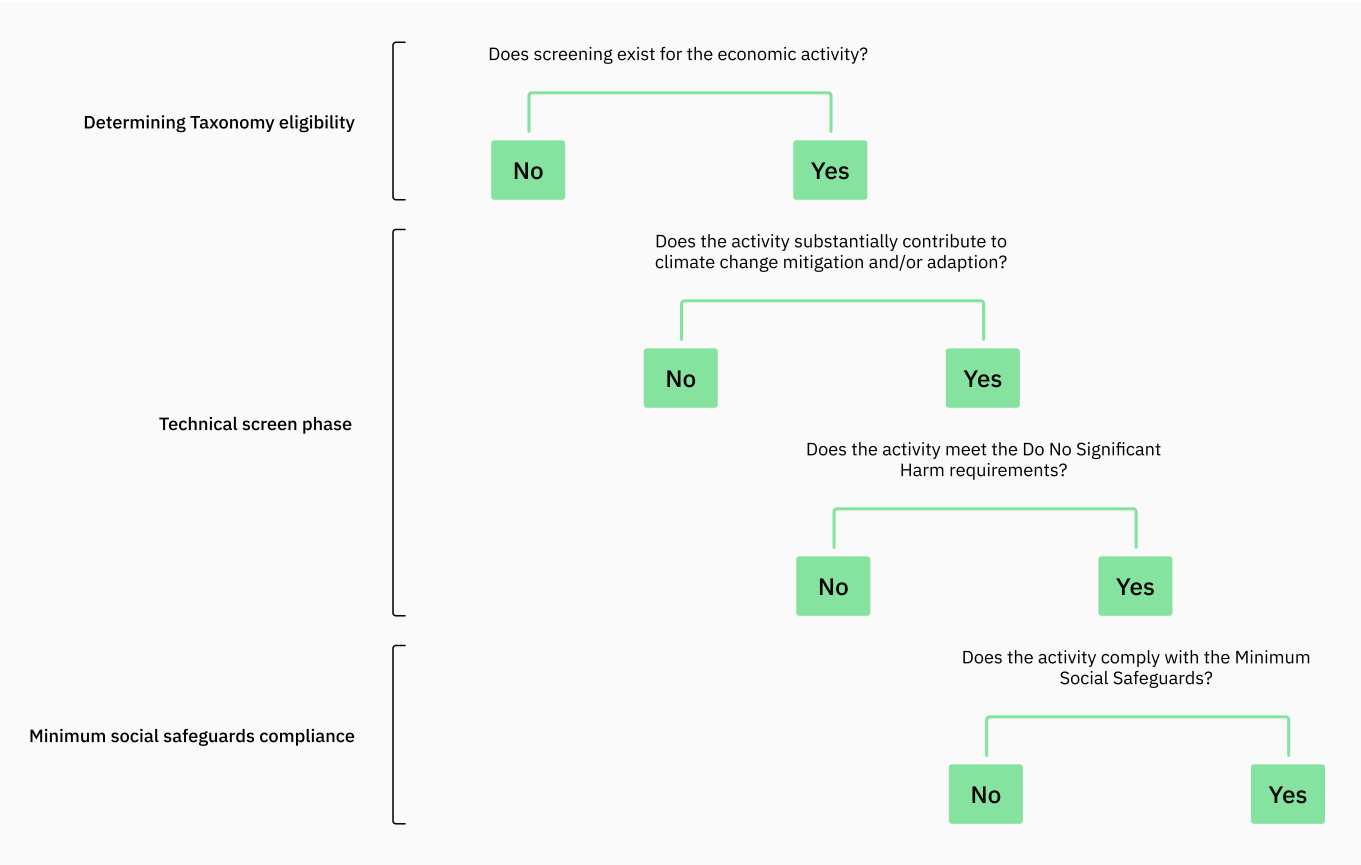 Does screening exist for the economic activity?
Determining Taxonomy eligibility
No
Yes
Does the activity substantially contribute to
climate change mitigation and/or adaption?
No
Yes
Technical screen phase
Does the activity meet the Do No Significant
Harm requirements?
No
Yes
Does the activity comply with the Minimum
Social Safeguards?
Minimum social safeguards compliance
No
Yes